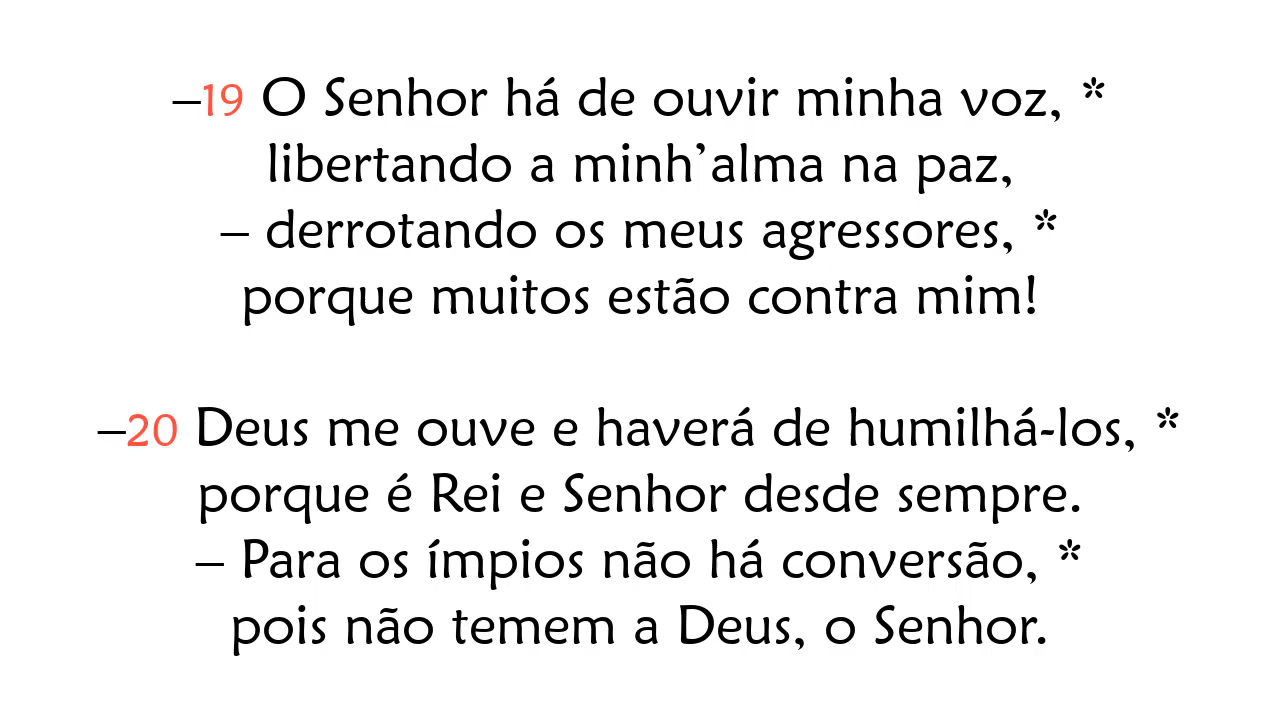 –19 O Senhor há de ouvir minha voz, *
libertando a minh’alma na paz,
– derrotando os meus agressores, *
porque muitos estão contra mim!
–20 Deus me ouve e haverá de humilhá-los, *
porque é Rei e Senhor desde sempre.
– Para os ímpios não há conversão, *
pois não temem a Deus, o Senhor.